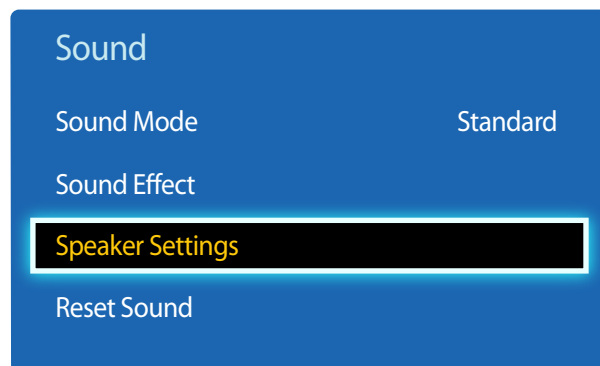 Sound
Sound Mode Standard
Sound Effect
Speaker Settings
Reset Sound